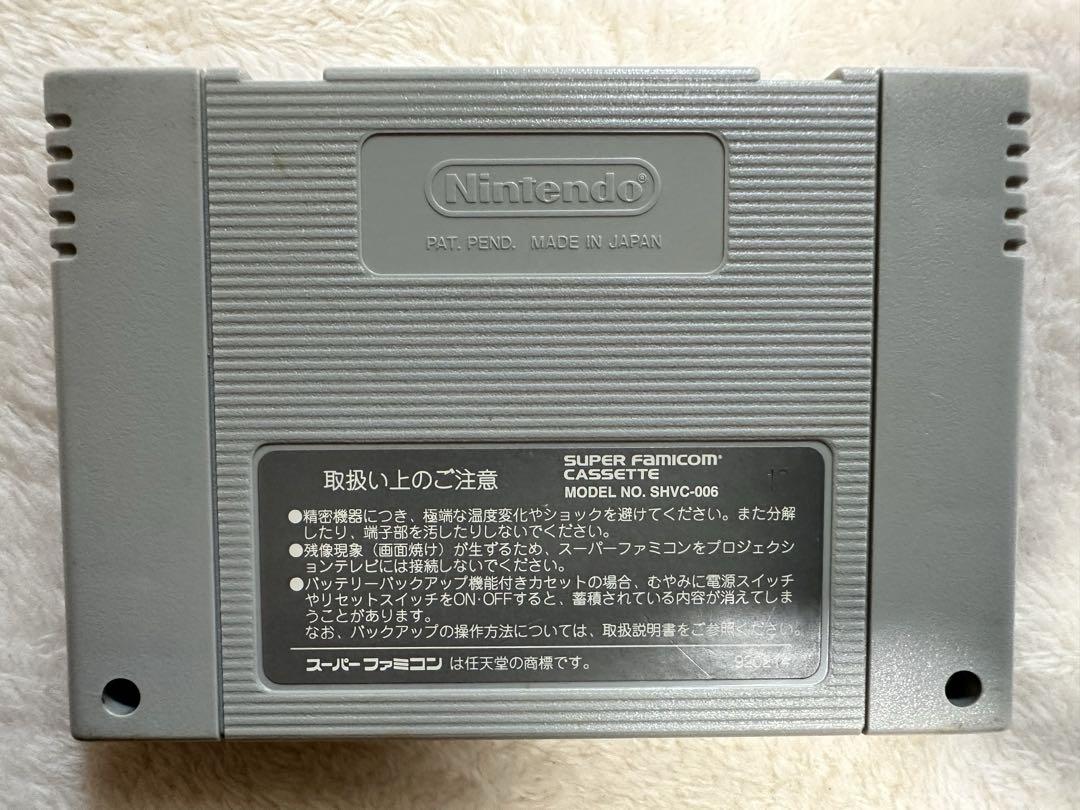 Nintendo®
PAT. PEND. MADE IN JAPAN
取扱い上のご注意
SUPER FAMICOM®
CASSETTE
MODEL NO. SHVC-006
●精密機器につき、極端な温度変化やショックを避けてください。また分解
したり、端子部を汚したりしないでください。
●残像現象（画面焼け）が生ずるため、スーパーファミコンをプロジェクシ
ョンテレビには接続しないでください。
●バッテリーバックアップ機能付きカセットの場合、むやみに電源スイッチ
やリセットスイッチをON·OFFすると、蓄積されている内容が消えてしま
うことがあります。
なお、バックアップの操作方法については、取扱説明書をご参照ください。
スーパーファミコン は任天堂の商標です。